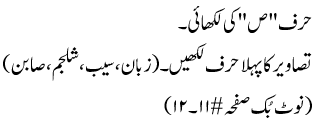 حرف "ص" کی لکھائی۔
تصاویر کا پہلا حرف لکھیں۔ (زبان، سیب، شلجم، صابن)
(نوٹ بک صفحہ #۱۱۔۱۲)